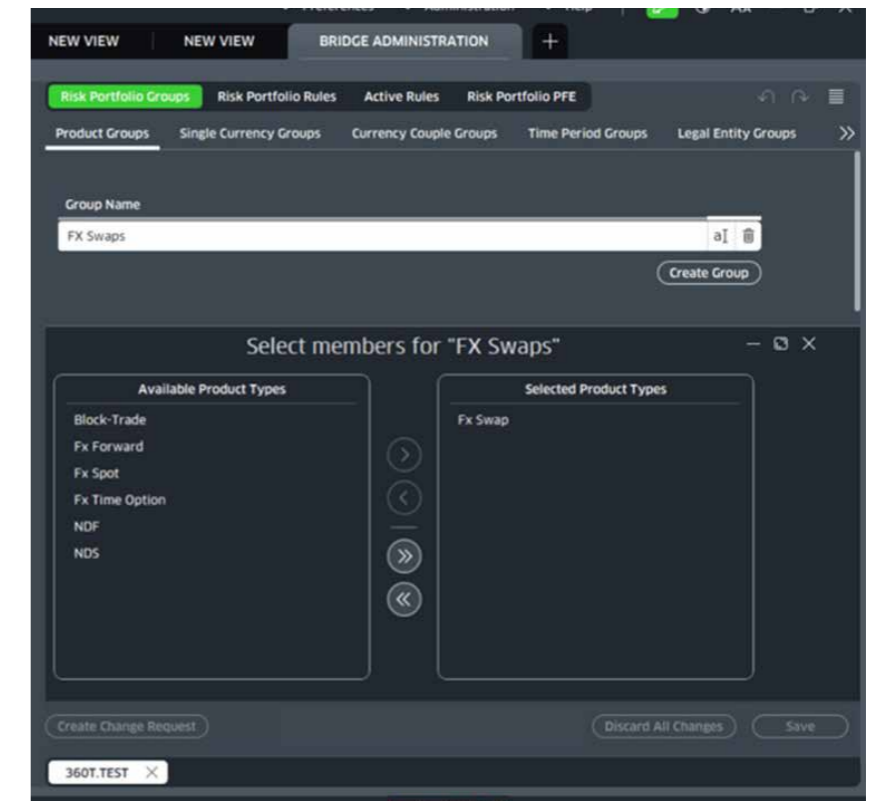 Preferences Administration Help
NEW VIEW NEW VIEW BRIDGE ADMINISTRATION +
Risk Portfolio Groups Risk Portfolio Rules Active Rules Risk Portfolio PFE
Product Groups Single Currency Groups Currency Couple Groups Time Period Groups Legal Entity Groups »
Group Name
FX Swaps
Create Group
Select members for "FX Swaps"
Available Product Types Selected Product Types
Block-Trade Fx Swap
Fx Forward
Fx Spot
Fx Time Option
NDF
NDS
Create Change Request Discard All Changes Save
360T.TEST